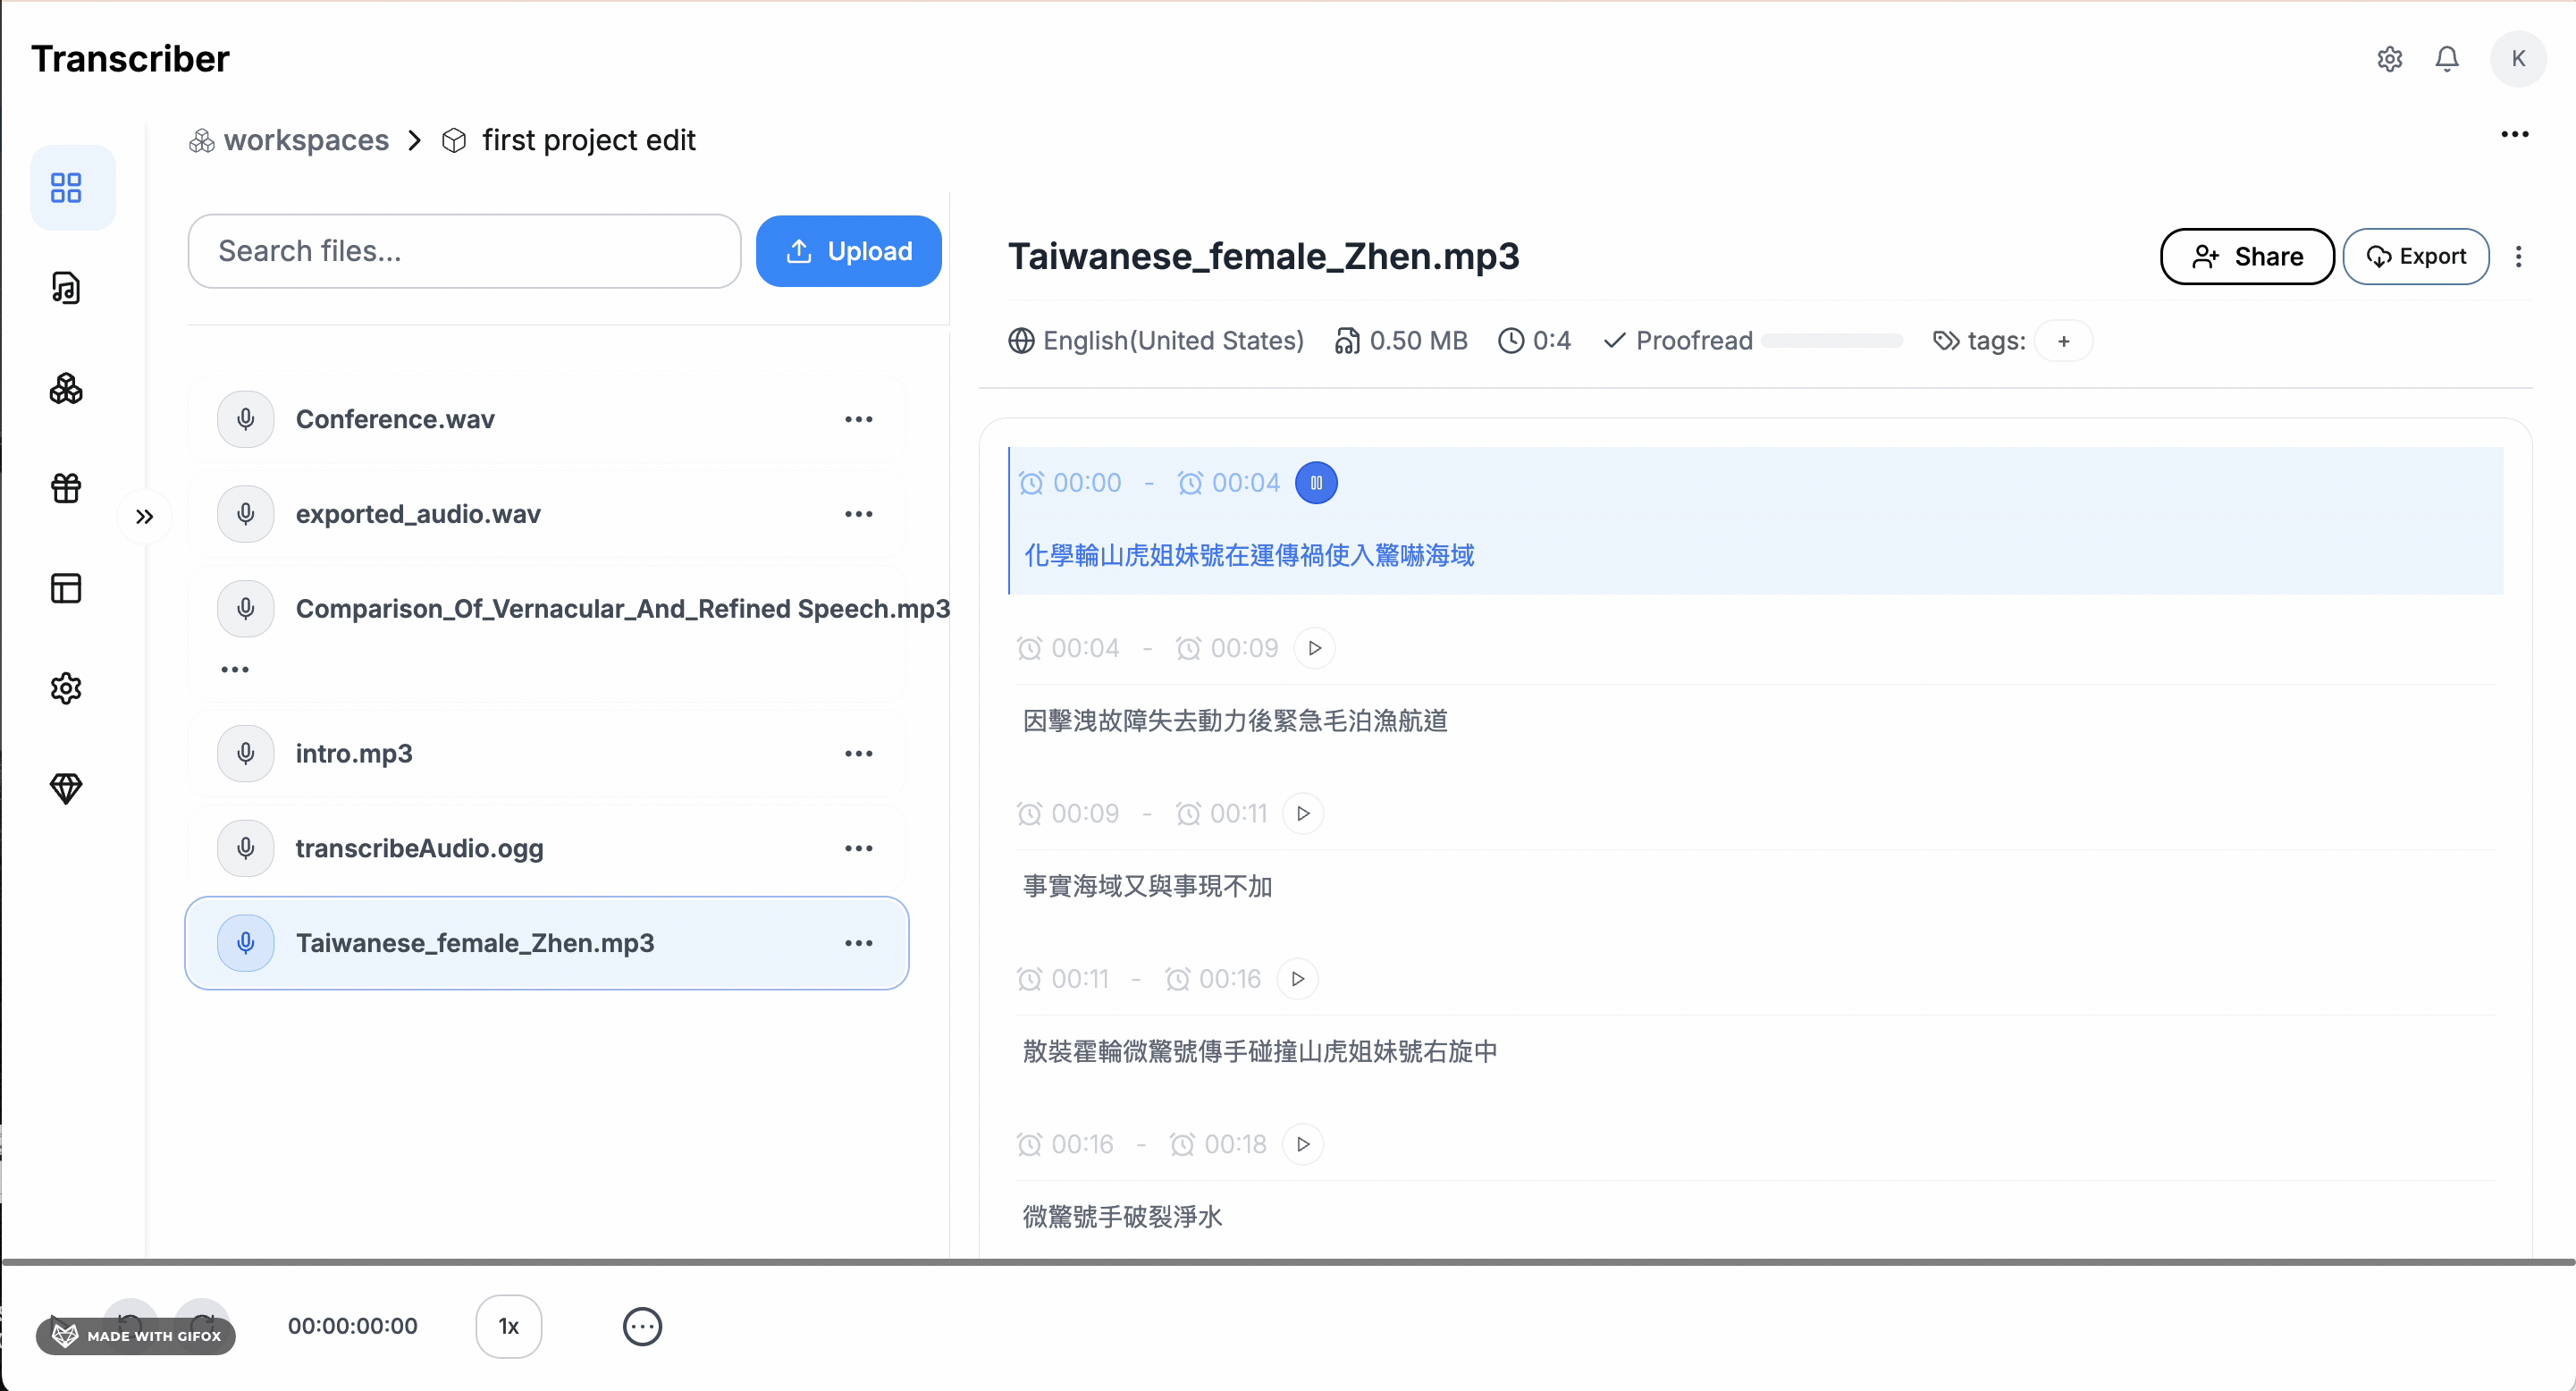 Transcriber
K
workspaces > first project edit
Search files...
Upload
Conference.wav
exported_audio.wav
Comparison_Of_Vernacular_And_Refined Speech.mp3
intro.mp3
transcribeAudio.ogg
Taiwanese_female_Zhen.mp3
Taiwanese_female_Zhen.mp3
Share
Export
English(United States) 0.50 MB 0:4 Proofread tags: +
00:00 - 00:04
化學輪山虎姐妹號在運傳禍使入驚嚇海域
00:04 - 00:09
因擊洩故障失去動力後緊急毛泊漁航道
00:09 - 00:11
事實海域又與事現不加
00:11 - 00:16
散裝霍輪微驚號傳手碰撞山虎姐妹號右旋中
00:16 - 00:18
微驚號手破裂淨水
MADE WITH GIFOX
00:00:00:00
1x